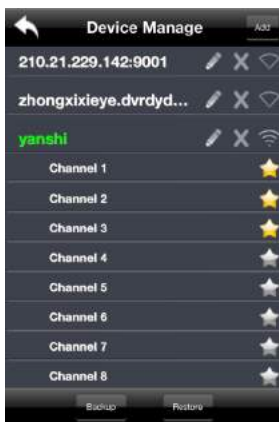 Device Manage
Add
210.21.229.142:9001
zhongxixieye.dvrdyd...
yanshi
Channel 1
Channel 2
Channel 3
Channel 4
Channel 5
Channel 6
Channel 7
Channel 8
Backup
Restore